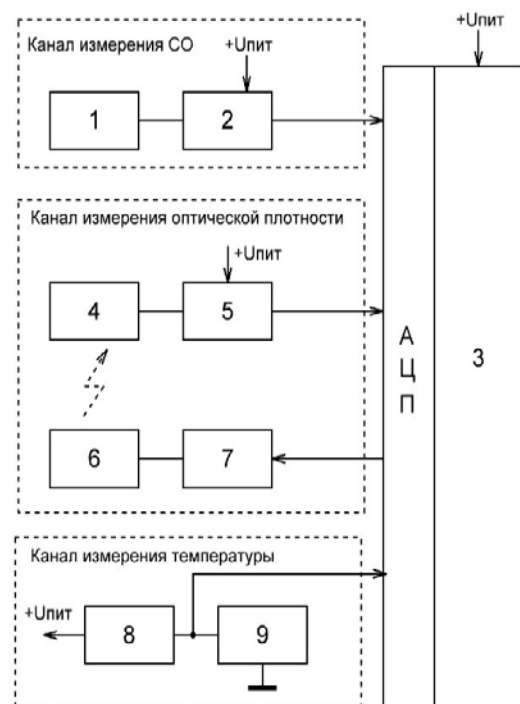 +Uпит
Канал измерения СО
+Uпит
1
2
Канал измерения оптической плотности
+Uпит
4
5
А
Ц
П
3
6
7
Канал измерения температуры
+Uпит
8
9